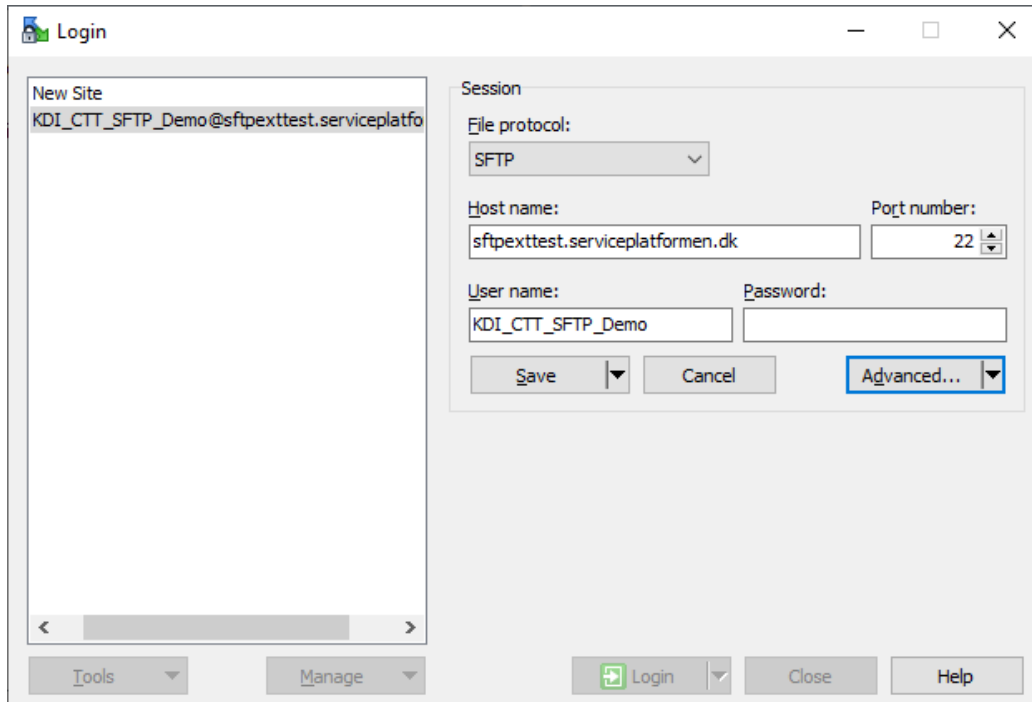 Login
New Site
KDI_CTT_SFTP_Demo@sftpexttest.serviceplatfo
Session
File protocol:
SFTP
Host name:
Port number:
sftpexttest.serviceplatformen.dk
22
User name:
Password:
KDI_CTT_SFTP_Demo
Save
Cancel
Advanced...
Tools
Manage
Login
Close
Help